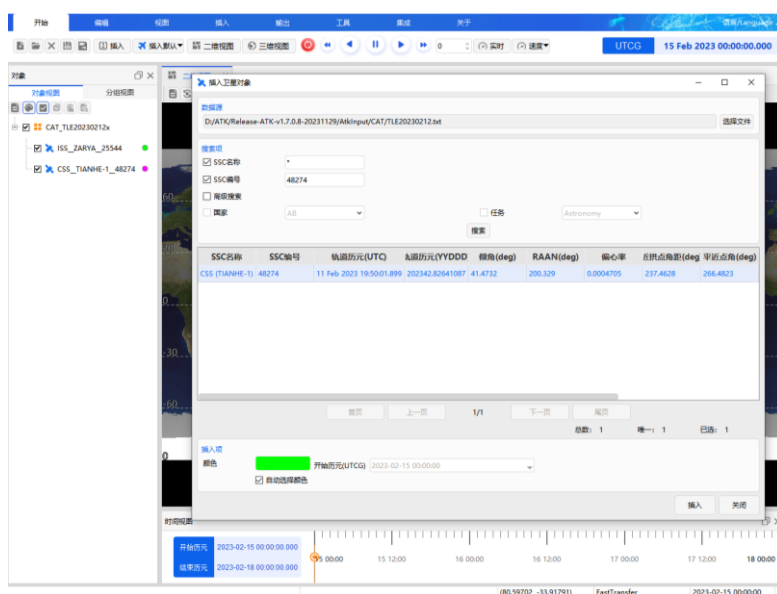 开始 编辑 视图 插入 输出 工具 集成 关于 语言/Language
插入 插入默认 二维视图 三维视图 0 实时 速度 UTCG 15 Feb 2023 00:00:00.000
对象
对象视图 分组视图
CAT_TLE20230212x
ISS_ZARYA_25544
CSS_TIANHE-1_48274
插入卫星对象
数据源
D:/ATK/Release-ATK-v1.7.0.8-20231129/AtkInput/CAT/TLE20230212.txt 选择文件
搜索项
SSC名称 *
SSC编号 48274
高级搜索
国家 AB 任务 Astronomy
搜索
SSC名称 SSC编号 轨道历元(UTC) 轨道历元(YYDDD 倾角(deg) RAAN(deg) 偏心率 近拱点角距(deg 平近点角(deg)
CSS (TIANHE-1) 48274 11 Feb 2023 19:50:01.899 202342.82641087 41.4732 200.329 0.0004705 237.4628 266.4823
首页 上一页 1/1 下一页 尾页
总数: 1 唯一: 1 已选: 1
插入项
颜色 开始历元(UTCG) 2023-02-15 00:00:00
自动选择颜色
插入 关闭
60
0
-30
-60
0
时间视图
开始历元 2023-02-15 00:00:00.000
结束历元 2023-02-18 00:00:00.000
15 00:00 15 12:00 16 00:00 16 12:00 17 00:00 17 12:00 18 00:00
(80.59702, -33.91791) FastTransfer 2023-02-15 00:00:00